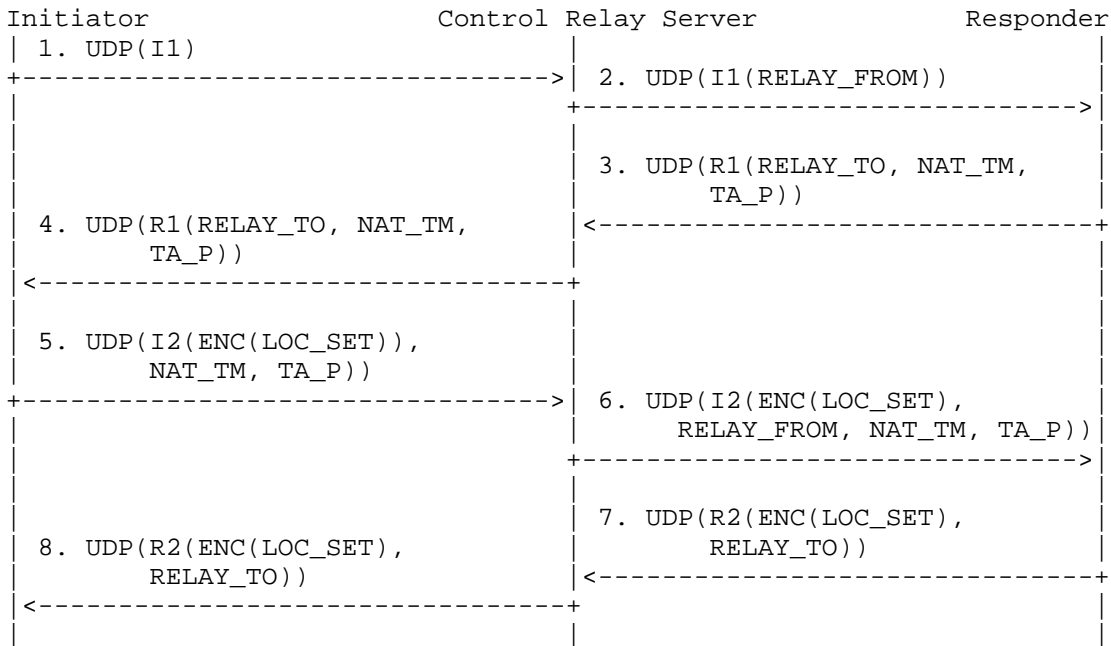 Initiator Control Relay Server Responder
1. UDP(I1)
2. UDP(I1(RELAY_FROM))
3. UDP(R1(RELAY_TO, NAT_TM,
TA_P))
4. UDP(R1(RELAY_TO, NAT_TM,
TA_P))
5. UDP(I2(ENC(LOC_SET)),
NAT_TM, TA_P))
6. UDP(I2(ENC(LOC_SET),
RELAY_FROM, NAT_TM, TA_P))
7. UDP(R2(ENC(LOC_SET),
RELAY_TO))
8. UDP(R2(ENC(LOC_SET),
RELAY_TO))